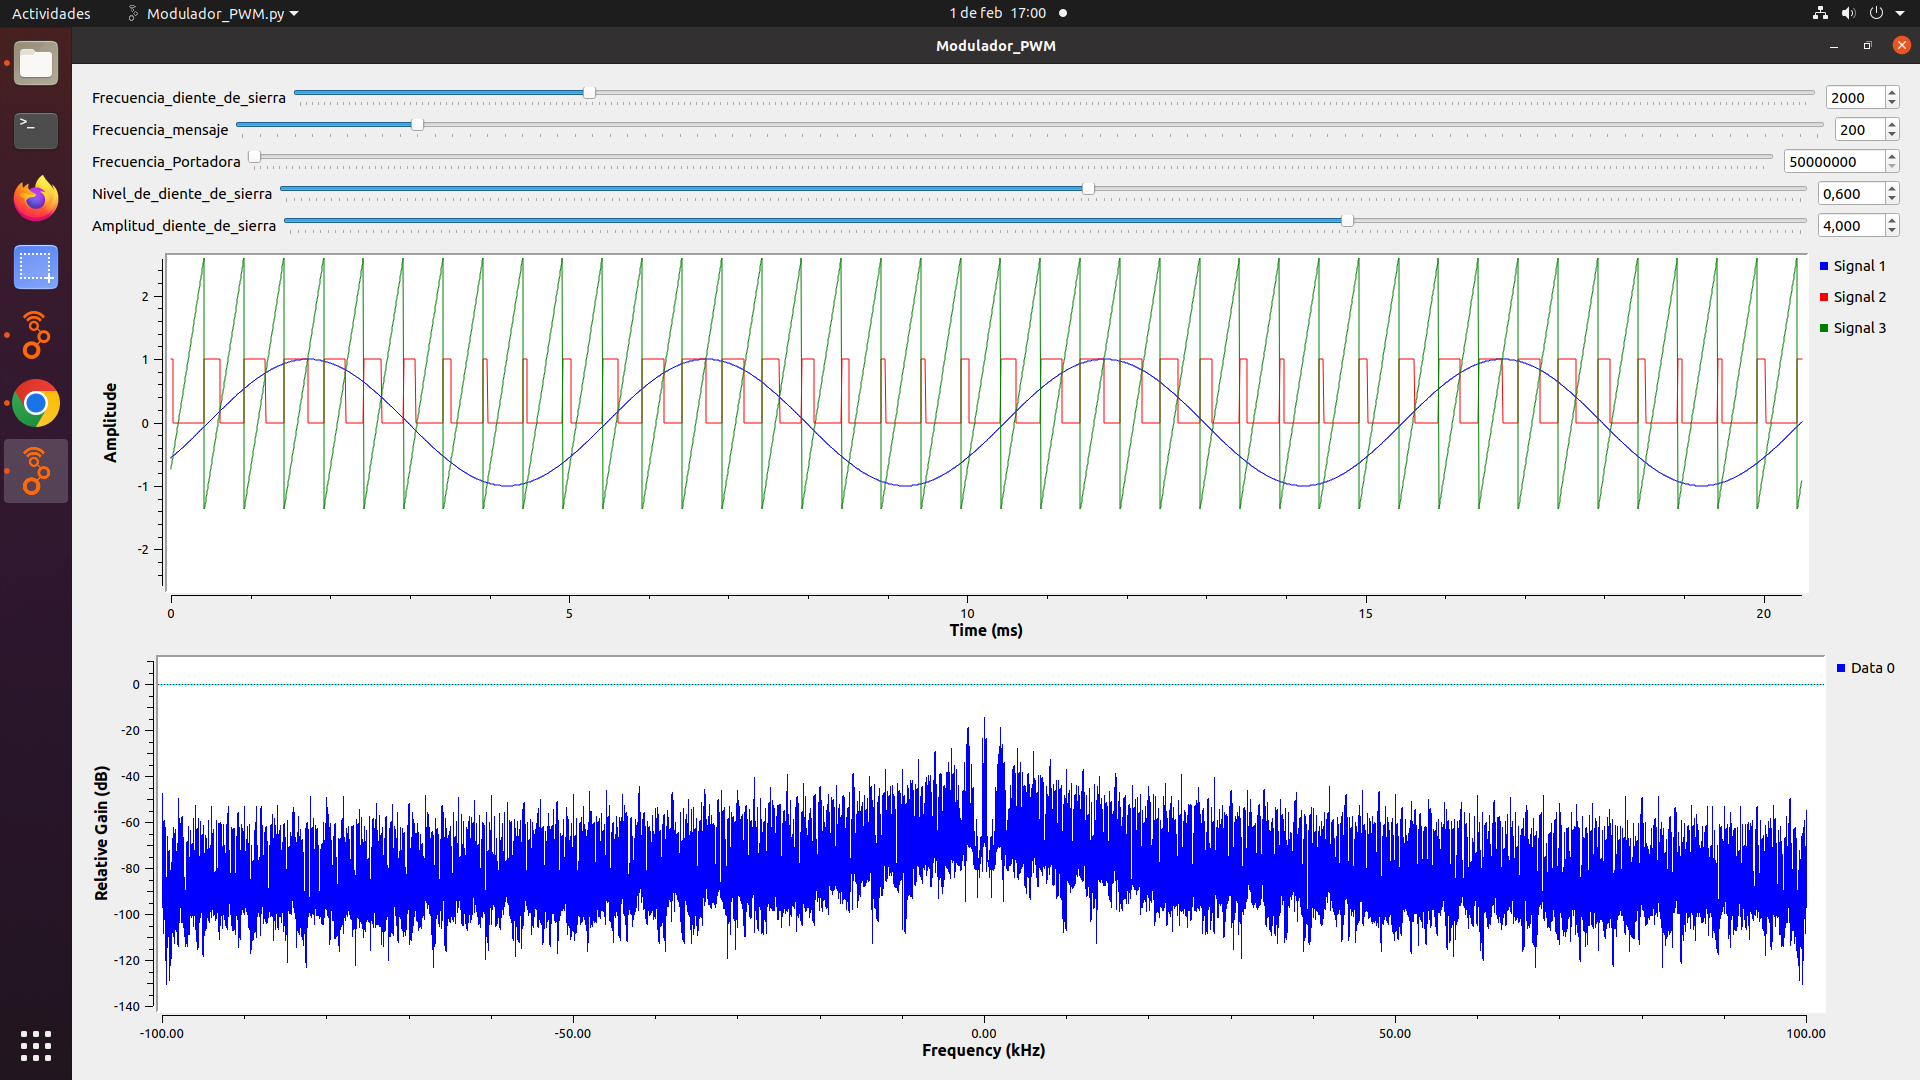 Actividades Modulador_PWM.py 1 de feb 17:00
Modulador_PWM
Frecuencia_diente_de_sierra 2000
Frecuencia_mensaje 200
Frecuencia_Portadora 50000000
Nivel_de_diente_de_sierra 0,600
Amplitud_diente_de_sierra 4,000
Signal 1
Signal 2
Signal 3
Amplitude
2
1
0
-1
-2
0 5 10 15 20
Time (ms)
Data 0
Relative Gain (dB)
0
-20
-40
-60
-80
-100
-120
-140
-100.00 -50.00 0.00 50.00 100.00
Frequency (kHz)